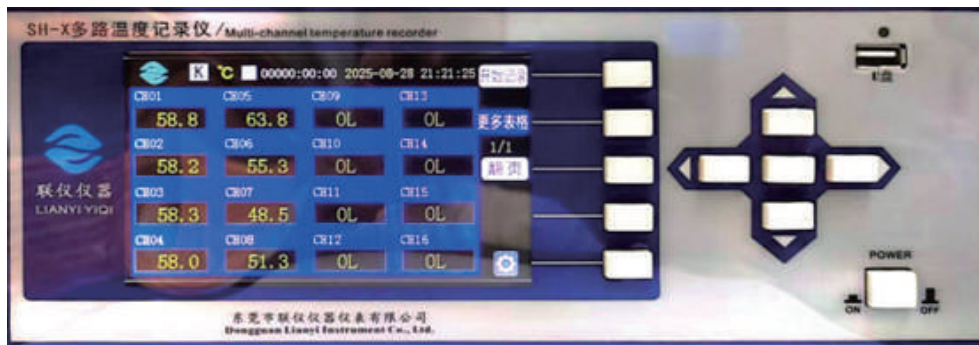 SH-X多路温度记录仪/Multi-channel temperature recorder
U盘
K ℃ 00000:00:00 2025-08-28 21:21:25 开始记录
CH01 CH05 CH09 CH13
58.8 63.8 OL OL 更多表格
CH02 CH06 CH10 CH14 1/1
58.2 55.3 OL OL 翻页
CH03 CH07 CH11 CH15
58.3 48.5 OL OL
CH04 CH08 CH12 CH16
58.0 51.3 OL OL
联仪仪器
LIANYI YIQI
POWER
ON OFF
东莞市联仪仪器仪表有限公司
Dongguan Lianyi Instrument Co., Ltd.